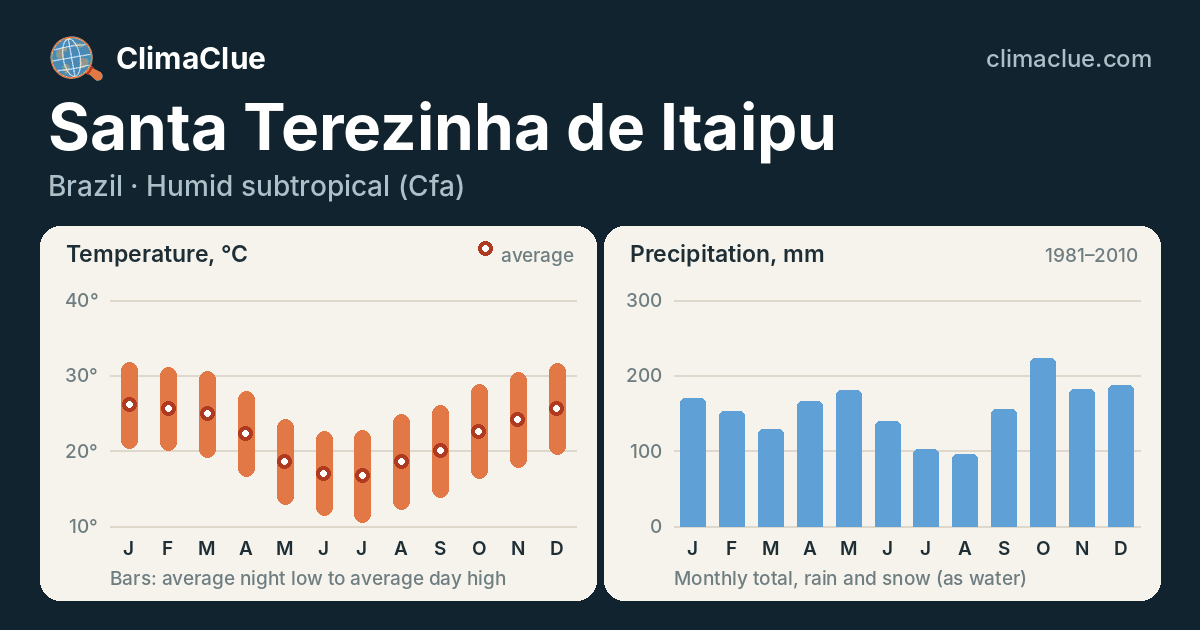 ClimaClue
climaclue.com
Santa Terezinha de Itaipu
Brazil · Humid subtropical (Cfa)
Temperature, °C
average
40°
30°
20°
10°
J F M A M J J A S O N D
Bars: average night low to average day high
Precipitation, mm
1981–2010
300
200
100
0
J F M A M J J A S O N D
Monthly total, rain and snow (as water)